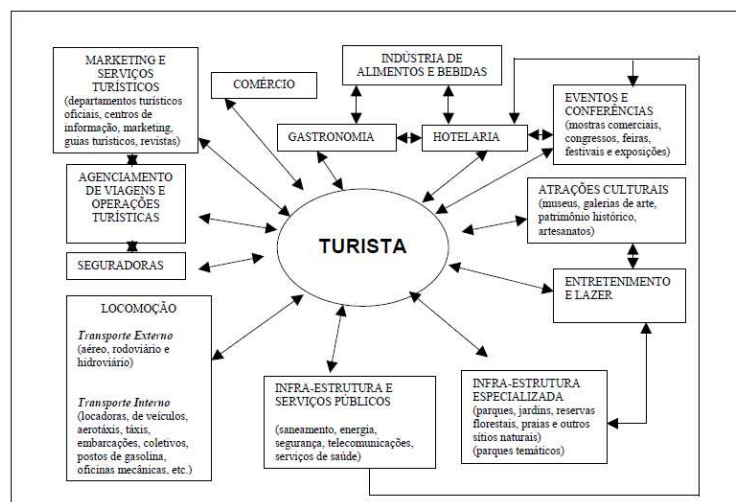 MARKETING E
SERVIÇOS
TURÍSTICOS
(departamentos turísticos
oficiais, centros de
informação, marketing,
guias turísticos, revistas)
COMÉRCIO
INDÚSTRIA DE
ALIMENTOS E BEBIDAS
GASTRONOMIA
HOTELARIA
EVENTOS E
CONFERÊNCIAS
(mostras comerciais,
congressos, feiras,
festivais e exposições)
AGENCIAMENTO
DE VIAGENS E
OPERAÇÕES
TURÍSTICAS
ATRAÇÕES CULTURAIS
(museus, galerias de arte,
patrimônio histórico,
artesanatos)
TURISTA
SEGURADORAS
ENTRETENIMENTO
E LAZER
LOCOMOÇÃO
Transporte Externo
(aéreo, rodoviário e
hidroviário)
Transporte Interno
(locadoras, de veículos,
aerotáxis, táxis,
embarcações, coletivos,
postos de gasolina,
oficinas mecânicas, etc.)
INFRA-ESTRUTURA E
SERVIÇOS PÚBLICOS
(saneamento, energia,
segurança, telecomunicações,
serviços de saúde)
INFRA-ESTRUTURA
ESPECIALIZADA
(parques, jardins, reservas
florestais, praias e outros
sítios naturais)
(parques temáticos)